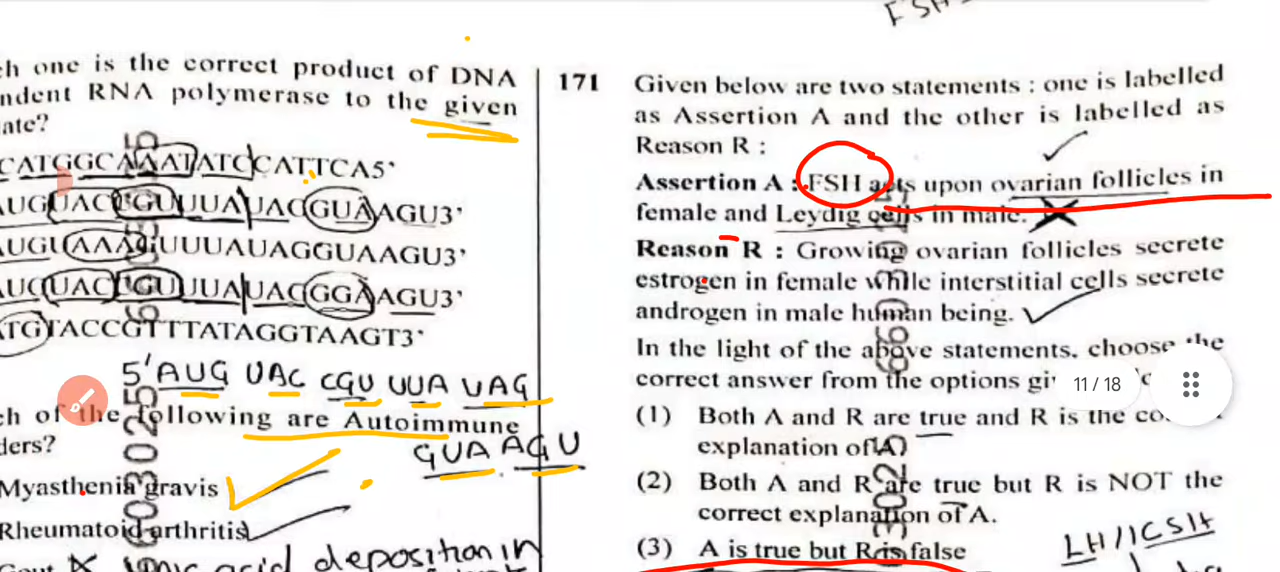 FSH
ch one is the correct product of DNA
ndent RNA polymerase to the given
ate?
CATGGCAAATATCCATTCA5'
AUGUACCGUUUAUAGGUAAGU3'
AUGUAAAGUUUAUAGGUAAGU3'
AUGUACCGUUUAUAGGGAAGU3'
ATGTACCGTTTATAGGTAAGT3'
5'AUG UAC CGU UUA UAG
GUA AGU
ch of the following are Autoimmune
ders?
Myasthenia gravis
Rheumatoid arthritis
acid deposition in
171
Given below are two statements : one is labelled
as Assertion A and the other is labelled as
Reason R :
Assertion A : FSH acts upon ovarian follicles in
female and Leydig cells in male.
Reason R : Growing ovarian follicles secrete
estrogen in female while interstitial cells secrete
androgen in male human being.
In the light of the above statements, choose the
correct answer from the options gi
11 / 18
(1) Both A and R are true and R is the co
explanation of A
(2) Both A and R are true but R is NOT the
correct explanation of A.
(3) A is true but R is false
LH/ICSH